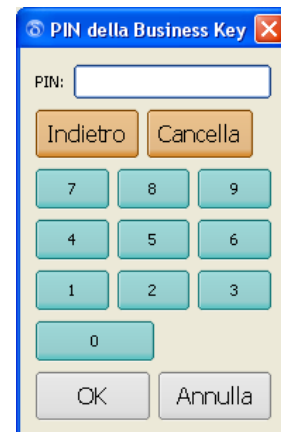 PIN della Business Key
PIN:
Indietro Cancella
7 8 9
4 5 6
1 2 3
0
OK Annulla